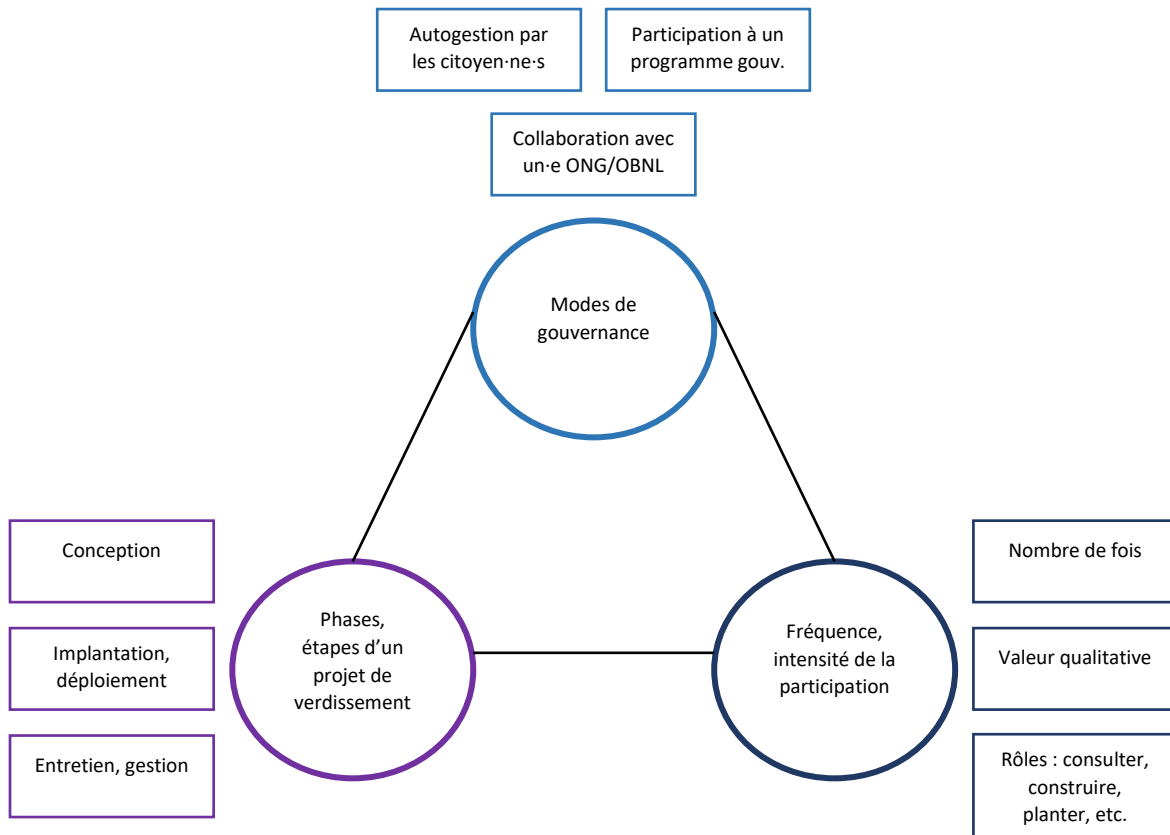 Autogestion par
les citoyen·ne·s
Participation à un
programme gouv.
Collaboration avec
un·e ONG/OBNL
Modes de
gouvernance
Conception
Implantation,
déploiement
Entretien, gestion
Phases,
étapes d’un
projet de
verdissement
Fréquence,
intensité de la
participation
Nombre de fois
Valeur qualitative
Rôles : consulter,
construire,
planter, etc.